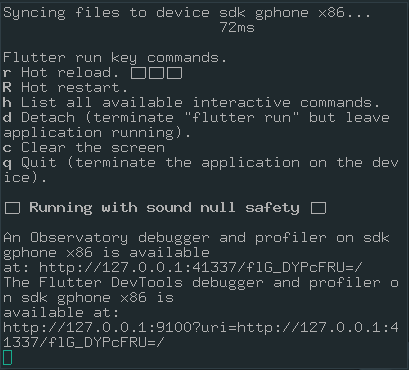 Syncing files to device sdk gphone x86...
72ms
Flutter run key commands.
r Hot reload. □□□
R Hot restart.
h List all available interactive commands.
d Detach (terminate "flutter run" but leave
application running).
c Clear the screen
q Quit (terminate the application on the dev
ice).
□ Running with sound null safety □
An Observatory debugger and profiler on sdk
gphone x86 is available
at: http://127.0.0.1:41337/flG_DYPcFRU=/
The Flutter DevTools debugger and profiler o
n sdk gphone x86 is
available at:
http://127.0.0.1:9100?uri=http://127.0.0.1:4
1337/flG_DYPcFRU=/